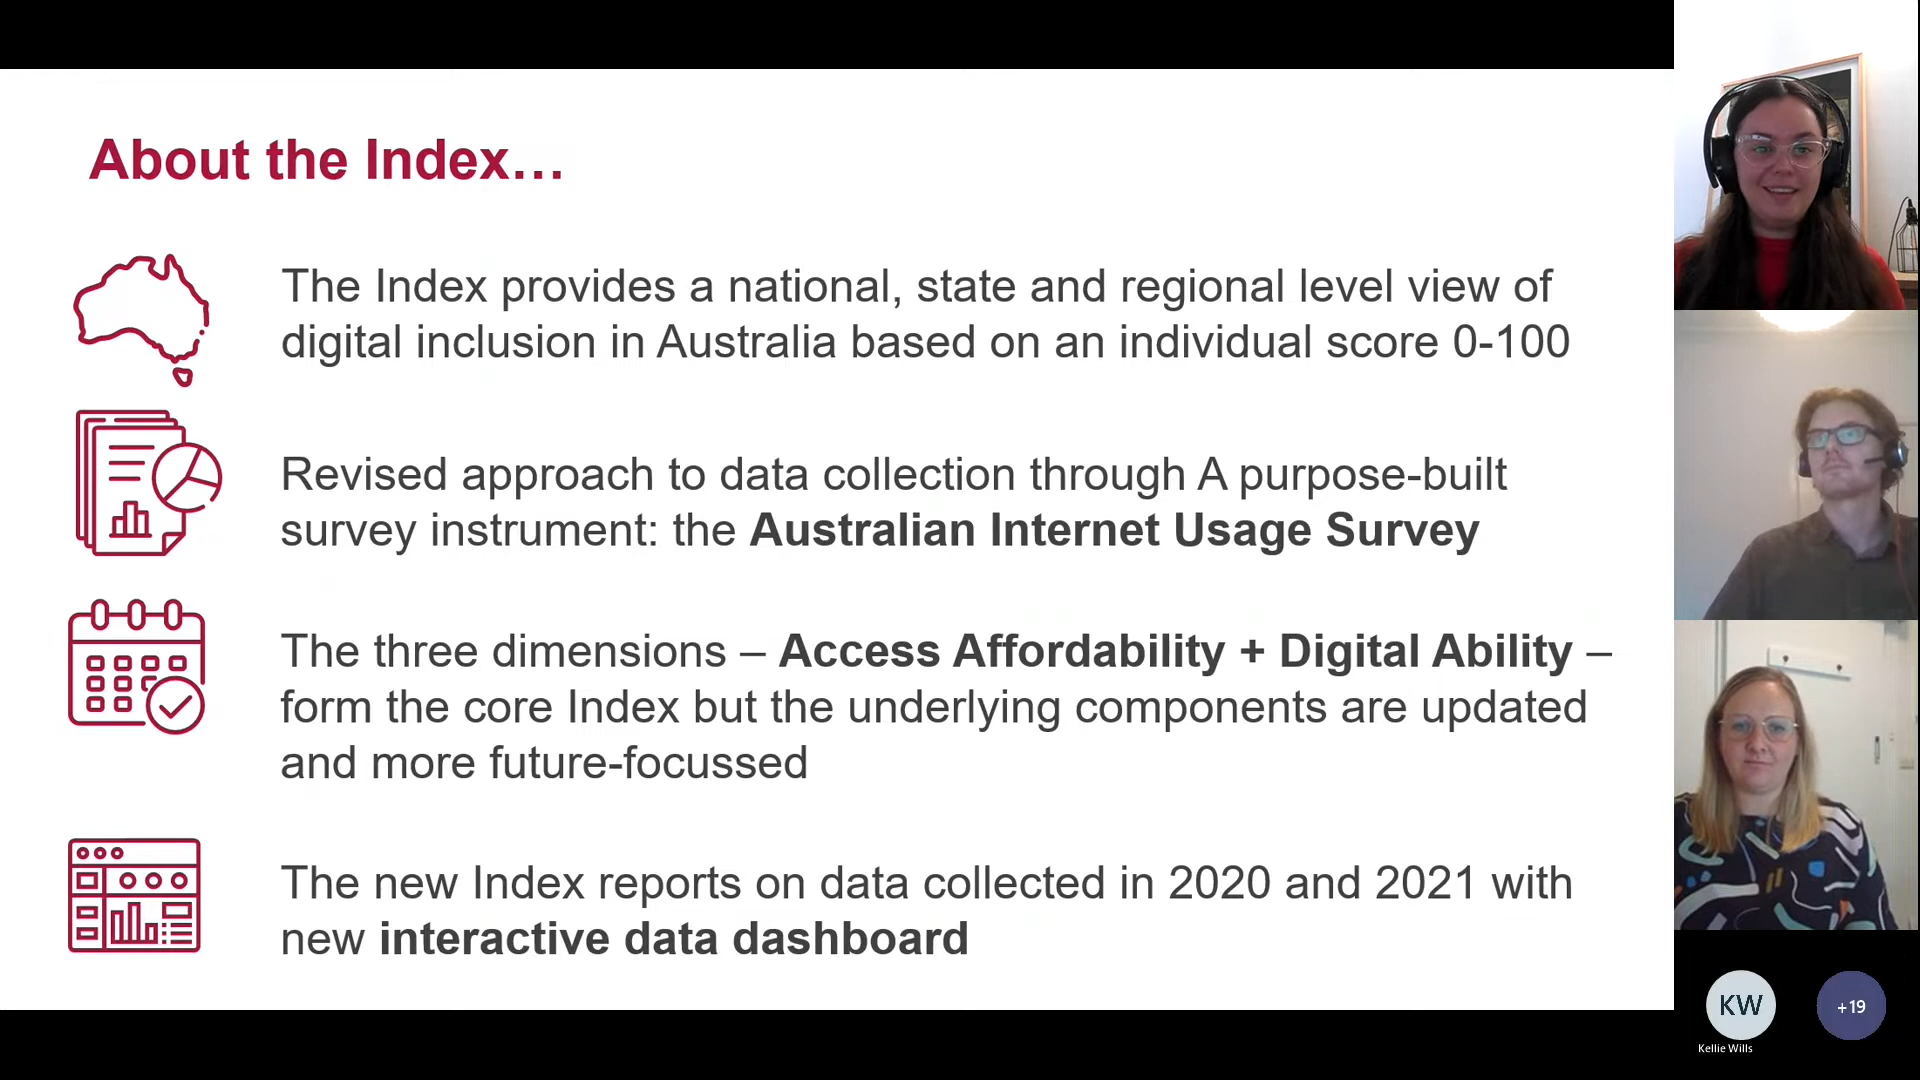 About the Index…
The Index provides a national, state and regional level view of
digital inclusion in Australia based on an individual score 0-100
Revised approach to data collection through A purpose-built
survey instrument: the Australian Internet Usage Survey
The three dimensions – Access Affordability + Digital Ability –
form the core Index but the underlying components are updated
and more future-focussed
The new Index reports on data collected in 2020 and 2021 with
new interactive data dashboard
KW
+19
Kellie Wills